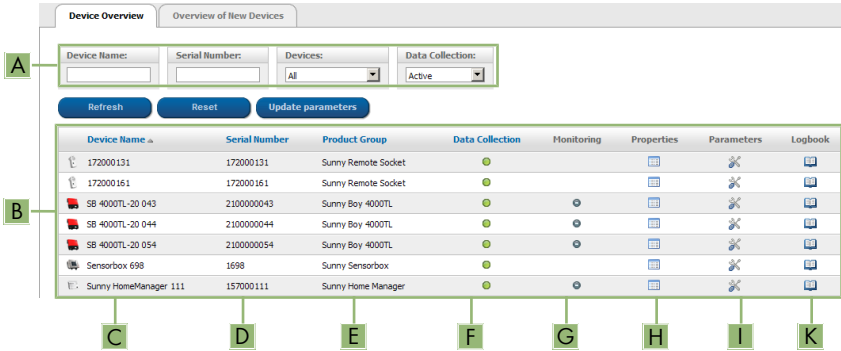 Device Overview Overview of New Devices
A
Device Name: Serial Number: Devices: Data Collection:
All Active
Refresh Reset Update parameters
Device Name Serial Number Product Group Data Collection Monitoring Properties Parameters Logbook
172000131 172000131 Sunny Remote Socket
172000161 172000161 Sunny Remote Socket
B
SB 4000TL-20 043 2100000043 Sunny Boy 4000TL
SB 4000TL-20 044 2100000044 Sunny Boy 4000TL
SB 4000TL-20 054 2100000054 Sunny Boy 4000TL
Sensorbox 698 1698 Sunny Sensorbox
Sunny HomeManager 111 157000111 Sunny Home Manager
C D E F G H I K